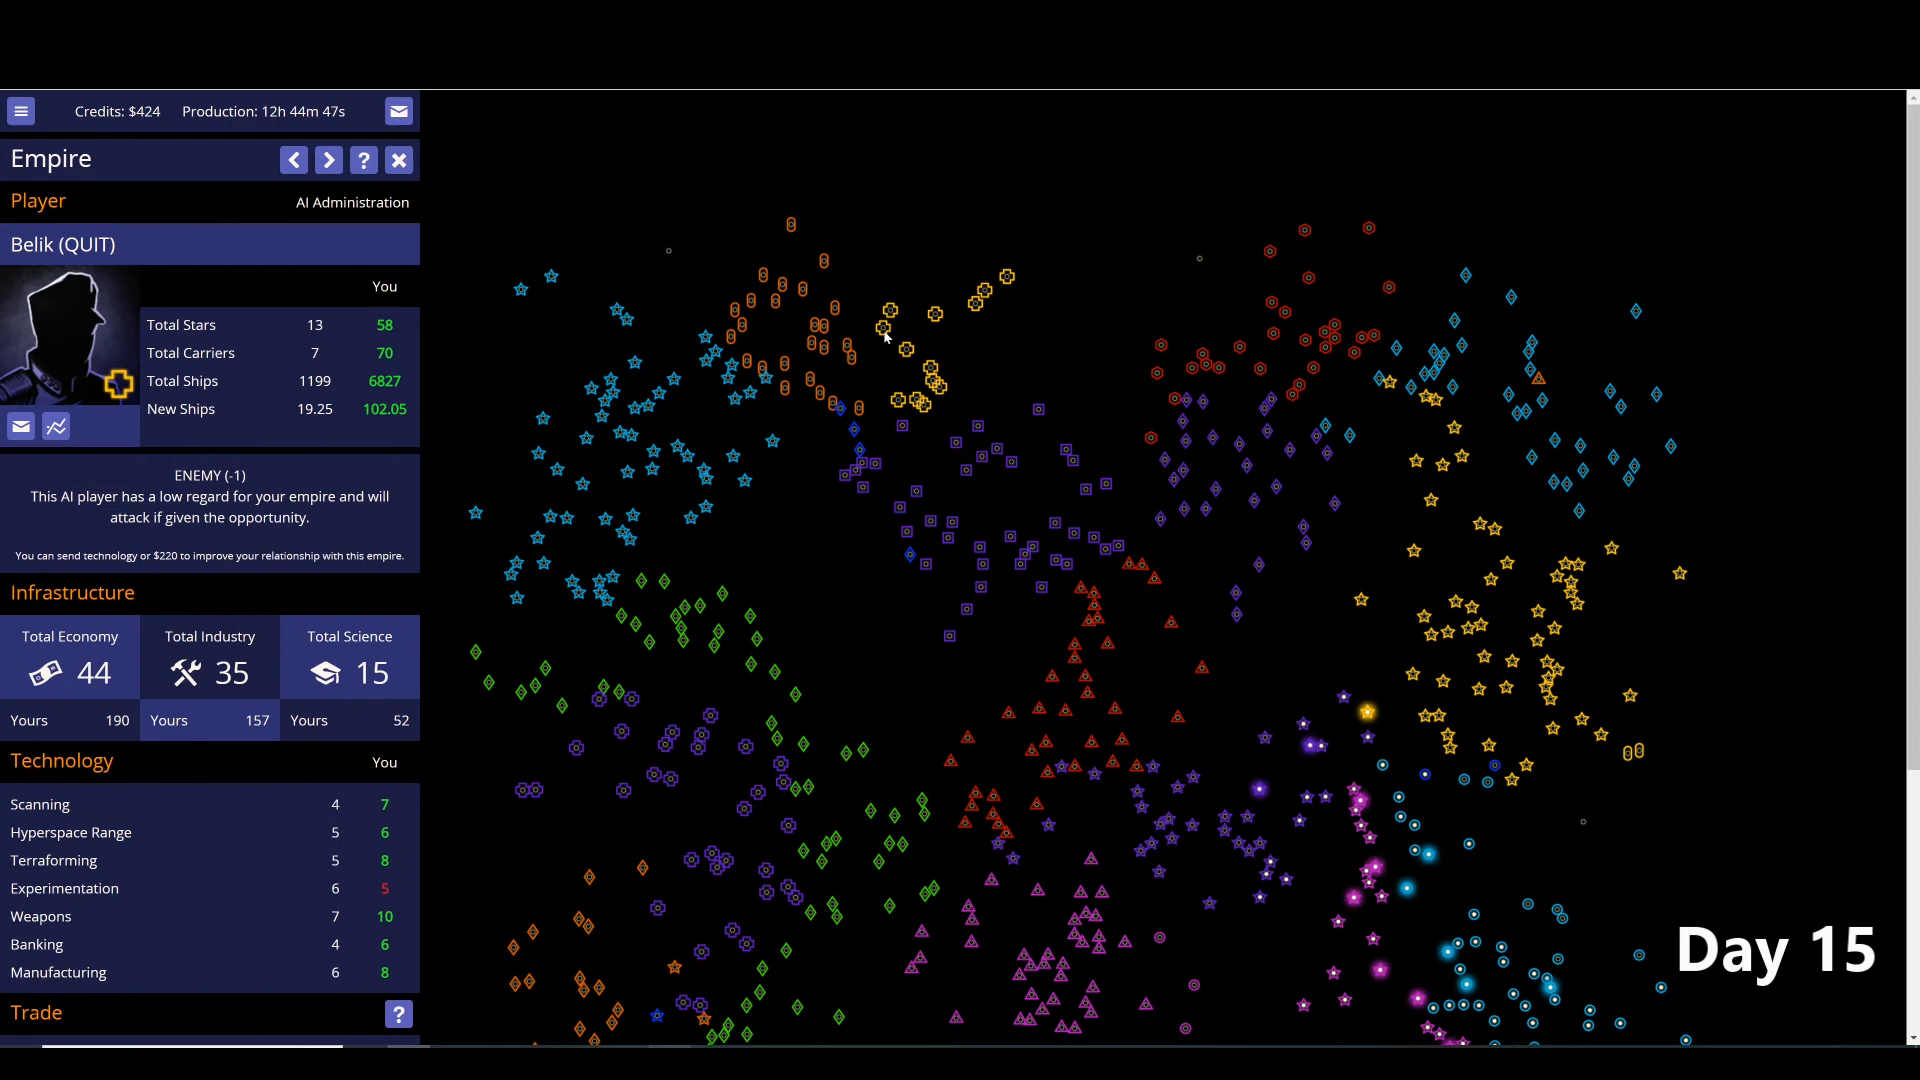 Credits: $424 Production: 12h 44m 47s
Empire
?
Player AI Administration
Belik (QUIT)
You
Total Stars 13 58
Total Carriers 7 70
Total Ships 1199 6827
New Ships 19.25 102.05
ENEMY (-1)
This AI player has a low regard for your empire and will
attack if given the opportunity.
You can send technology or $220 to improve your relationship with this empire.
Infrastructure
Total Economy Total Industry Total Science
44 35 15
Yours 190 Yours 157 Yours 52
Technology You
Scanning 4 7
Hyperspace Range 5 6
Terraforming 5 8
Experimentation 6 5
Weapons 7 10
Banking 4 6
Manufacturing 6 8
Trade ?
Day 15